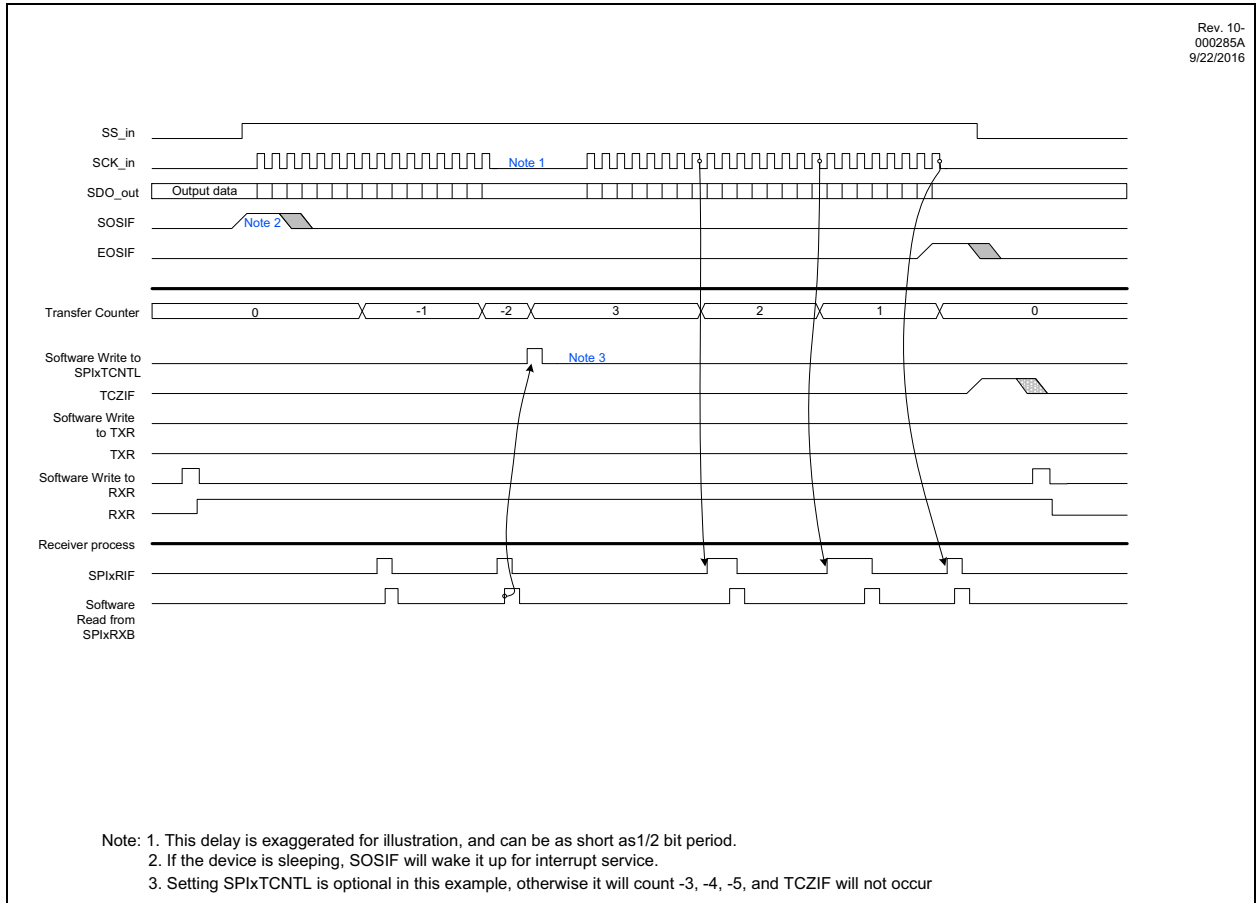 Rev. 10-
000285A
9/22/2016
SS_in
SCK_in
Note 1
SDO_out
Output data
SOSIF
Note 2
EOSIF
Transfer Counter
0
-1
-2
3
2
1
0
Software Write to
SPIxTCNTL
Note 3
TCZIF
Software Write
to TXR
TXR
Software Write to
RXR
RXR
Receiver process
SPIxRIF
Software
Read from
SPIxRXB
Note: 1. This delay is exaggerated for illustration, and can be as short as1/2 bit period.
2. If the device is sleeping, SOSIF will wake it up for interrupt service.
3. Setting SPIxTCNTL is optional in this example, otherwise it will count -3, -4, -5, and TCZIF will not occur